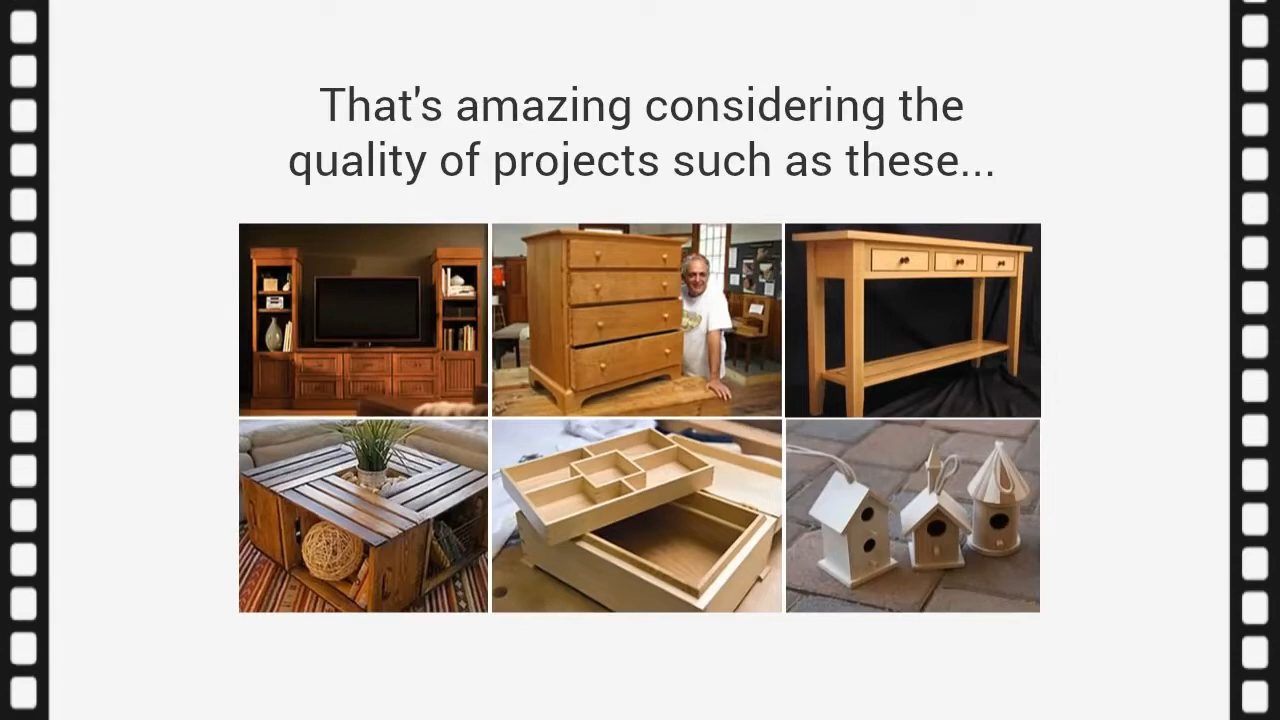 That's amazing considering the
quality of projects such as these...